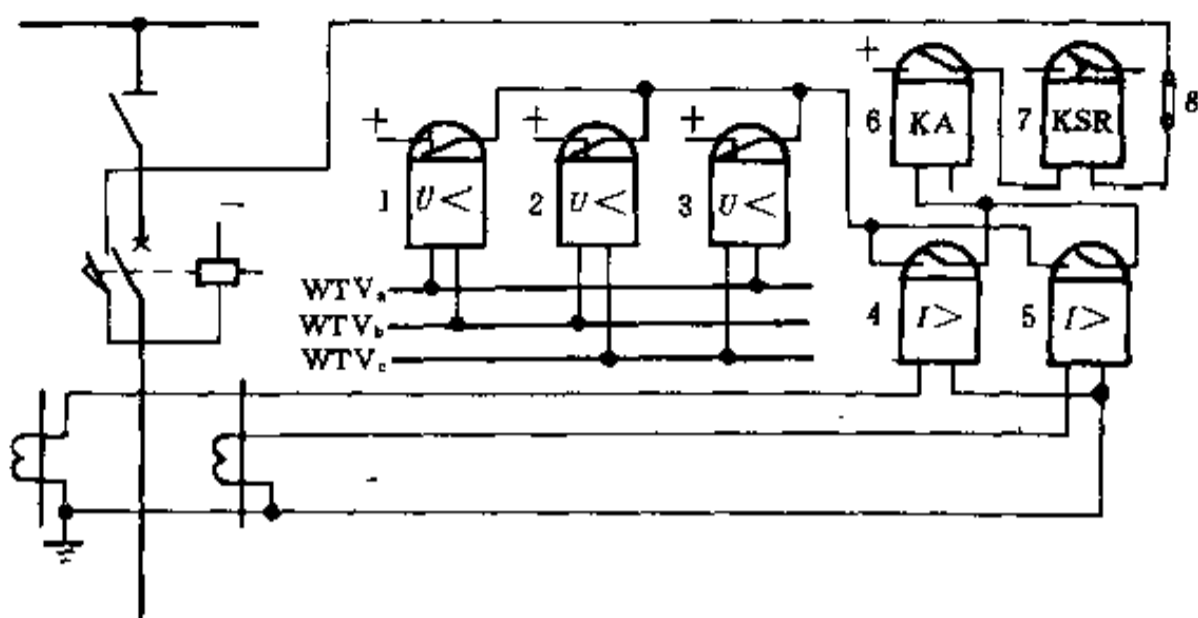 +
6
KA
7
KSR
8
+
+
+
1
U<
2
U<
3
U<
−
WTVa
WTVb
WTVc
4
I>
5
I>